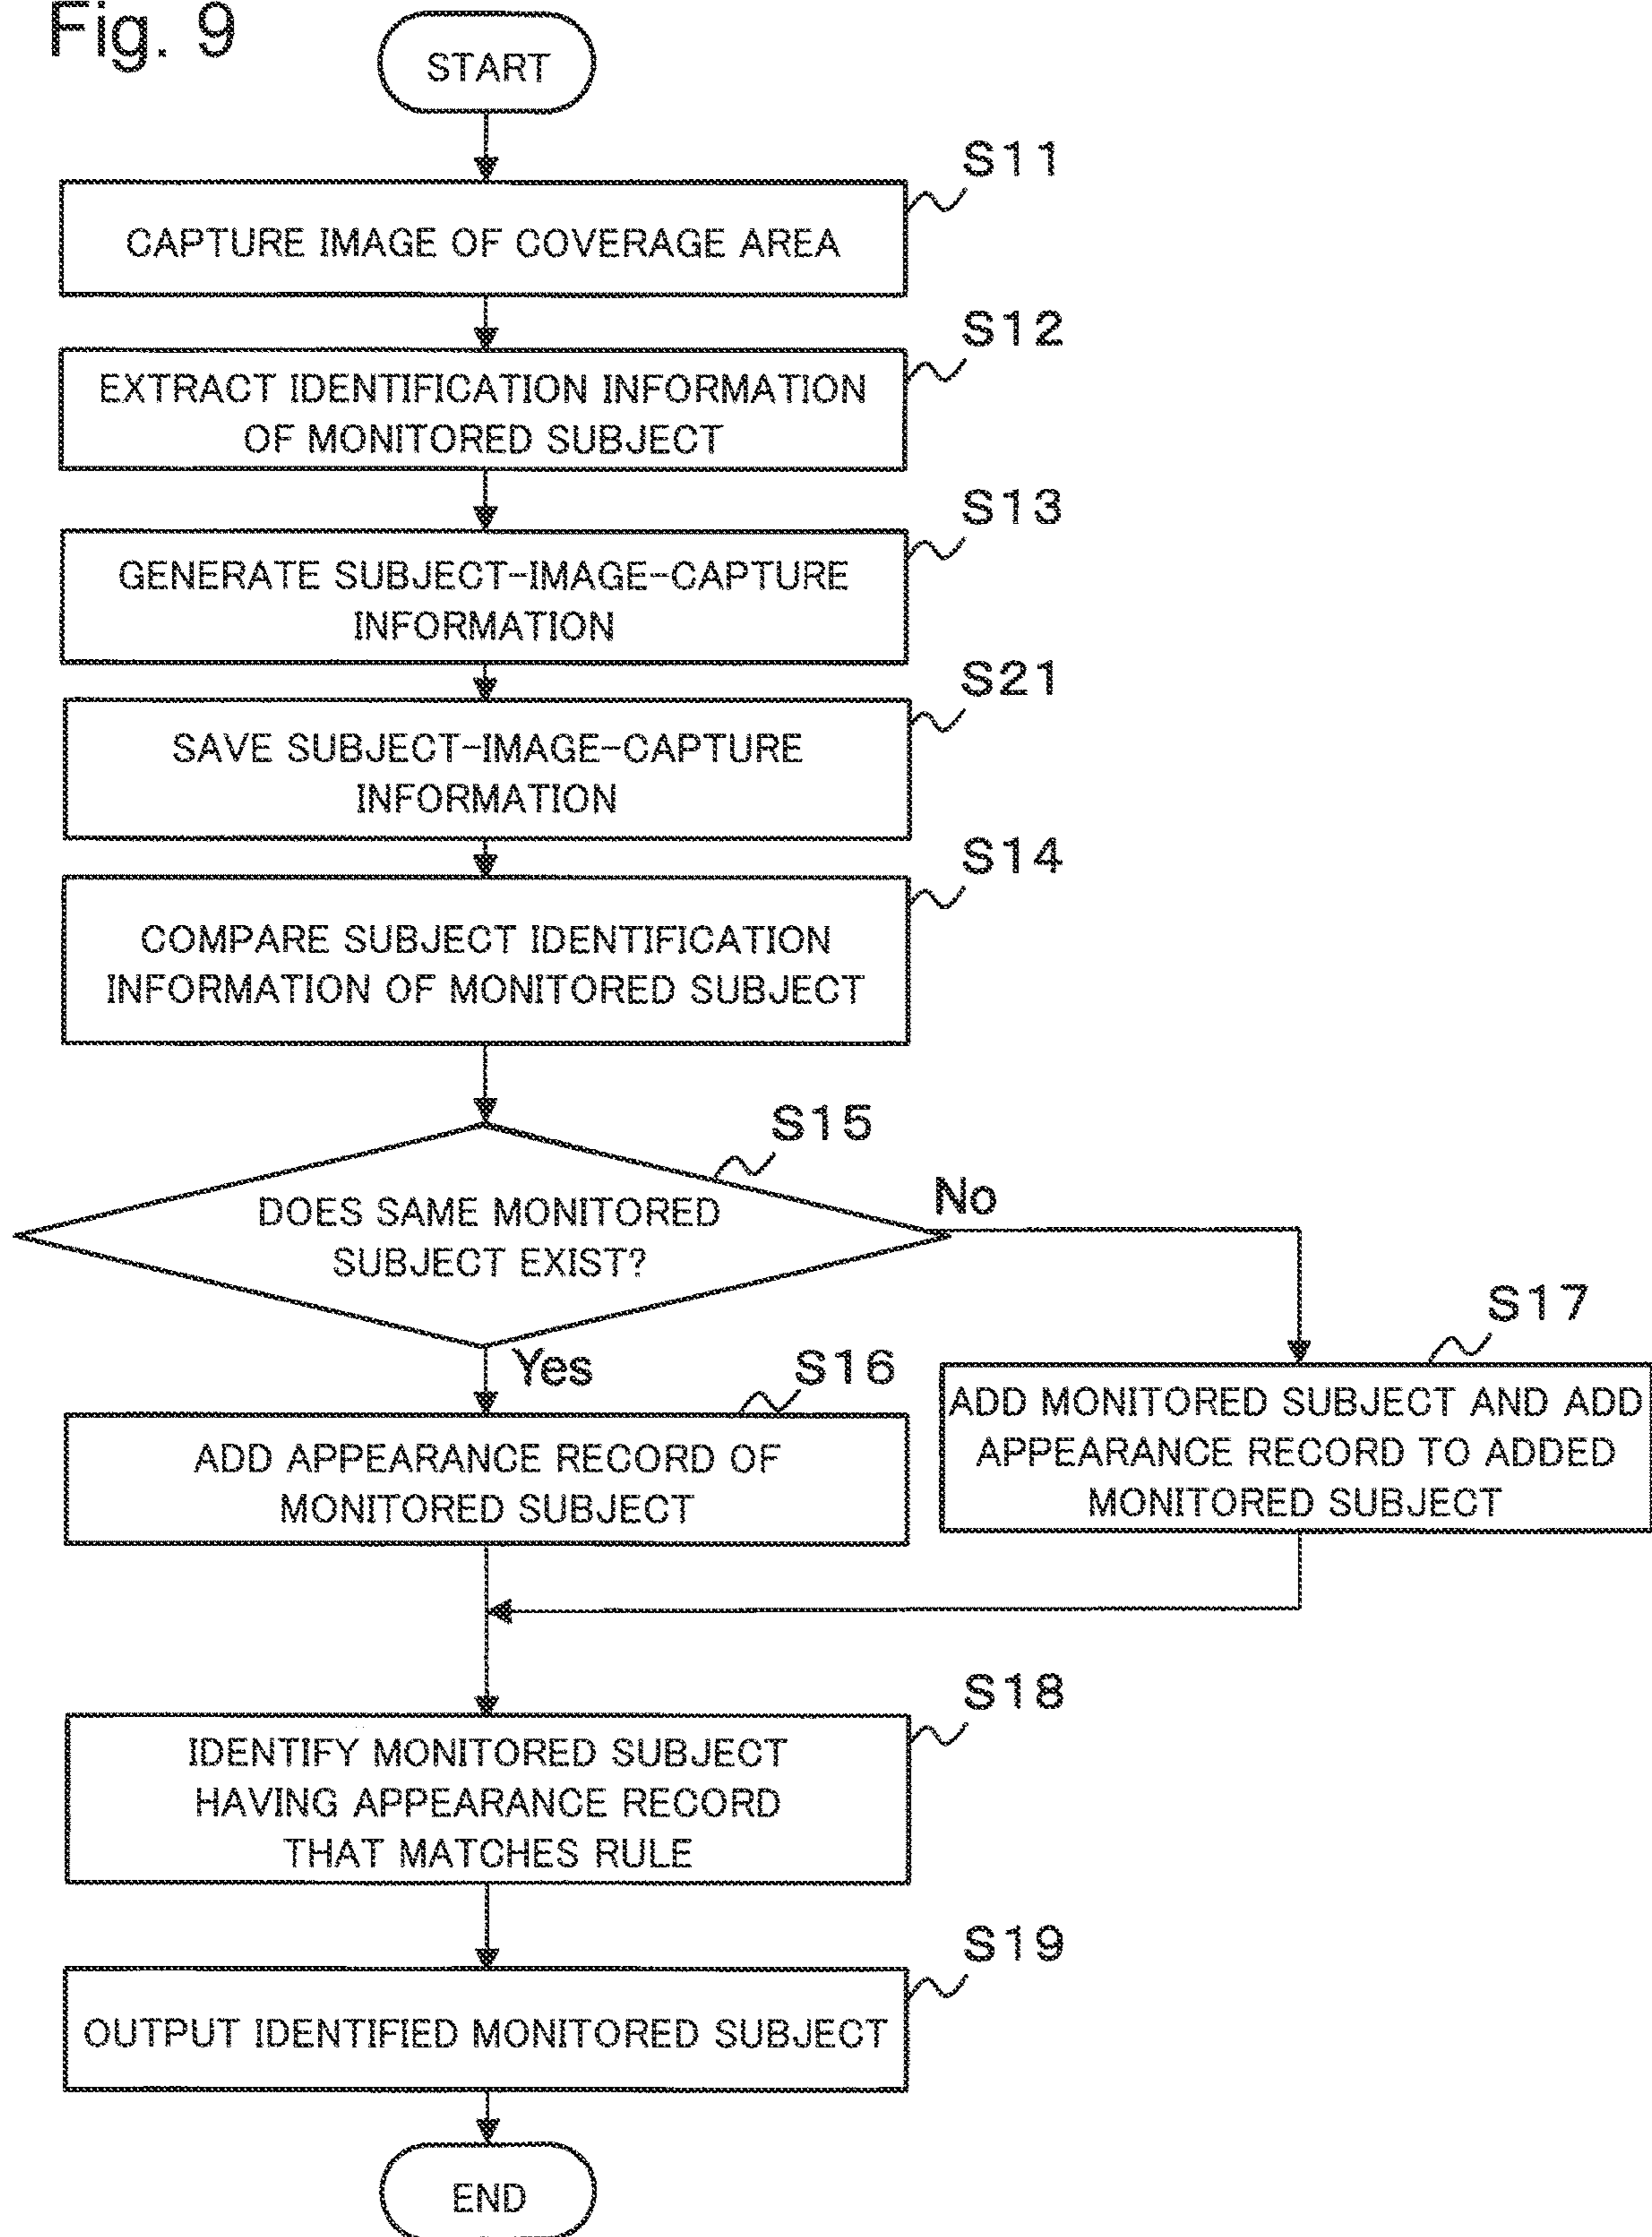 Fig. 9
START
S11
CAPTURE IMAGE OF COVERAGE AREA
S12
EXTRACT IDENTIFICATION INFORMATION
OF MONITORED SUBJECT
S13
GENERATE SUBJECT-IMAGE-CAPTURE
INFORMATION
S21
SAVE SUBJECT-IMAGE-CAPTURE
INFORMATION
S14
COMPARE SUBJECT IDENTIFICATION
INFORMATION OF MONITORED SUBJECT
S15
DOES SAME MONITORED
SUBJECT EXIST?
No
Yes
S16
ADD APPEARANCE RECORD OF
MONITORED SUBJECT
S17
ADD MONITORED SUBJECT AND ADD
APPEARANCE RECORD TO ADDED
MONITORED SUBJECT
S18
IDENTIFY MONITORED SUBJECT
HAVING APPEARANCE RECORD
THAT MATCHES RULE
S19
OUTPUT IDENTIFIED MONITORED SUBJECT
END